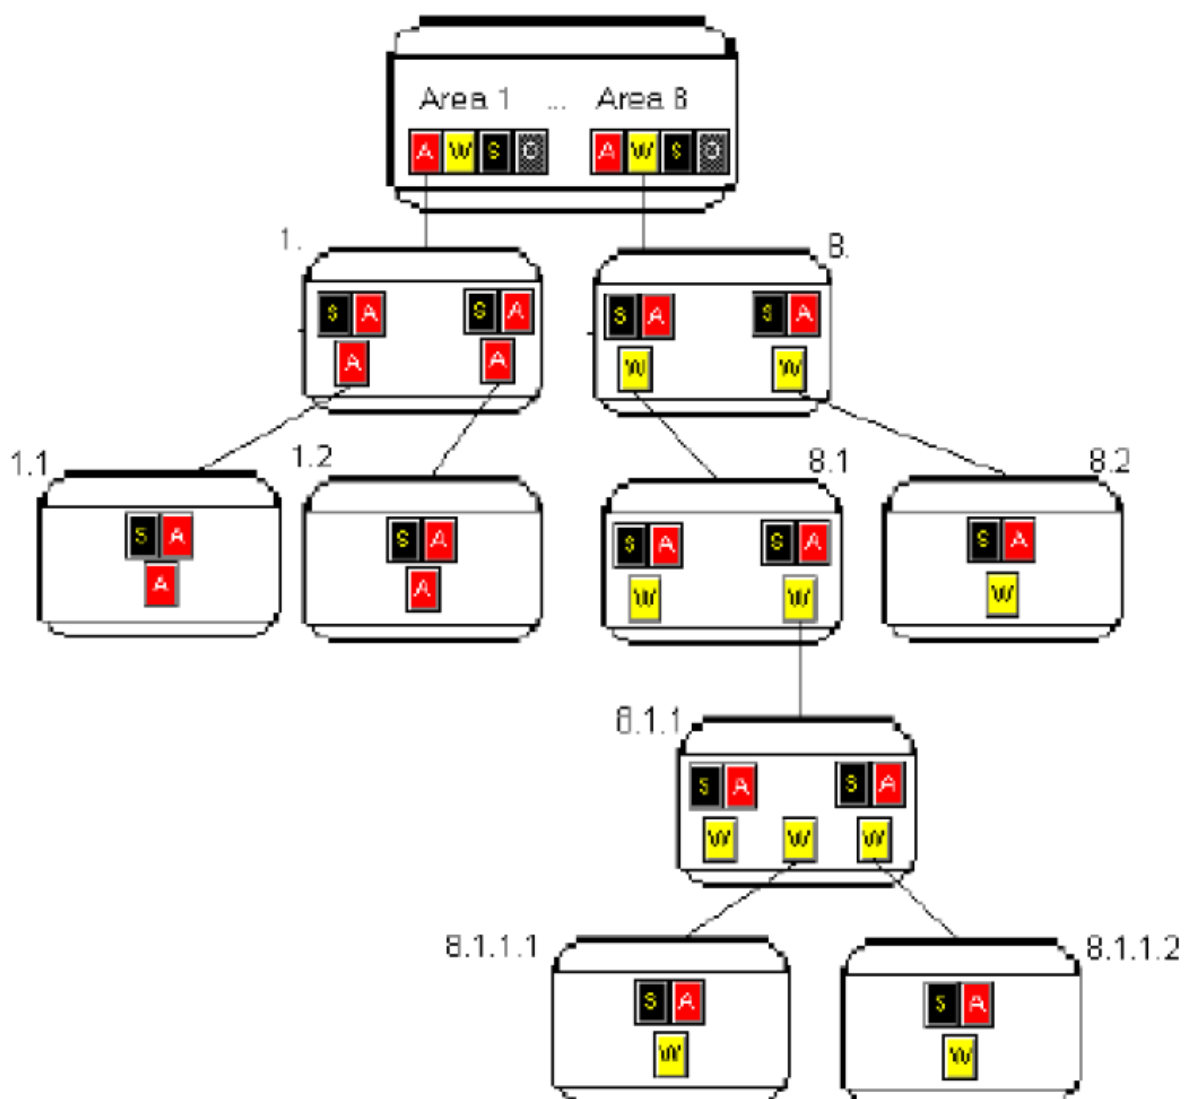 Area 1 ... Area 8
A W S O A W S O
1. 8.
S A S A S A S A
A A W W
1.1 1.2 8.1 8.2
S A S A S A S A S A
A A W W W
8.1.1
S A S A
W W W
8.1.1.1 8.1.1.2
S A S A
W W